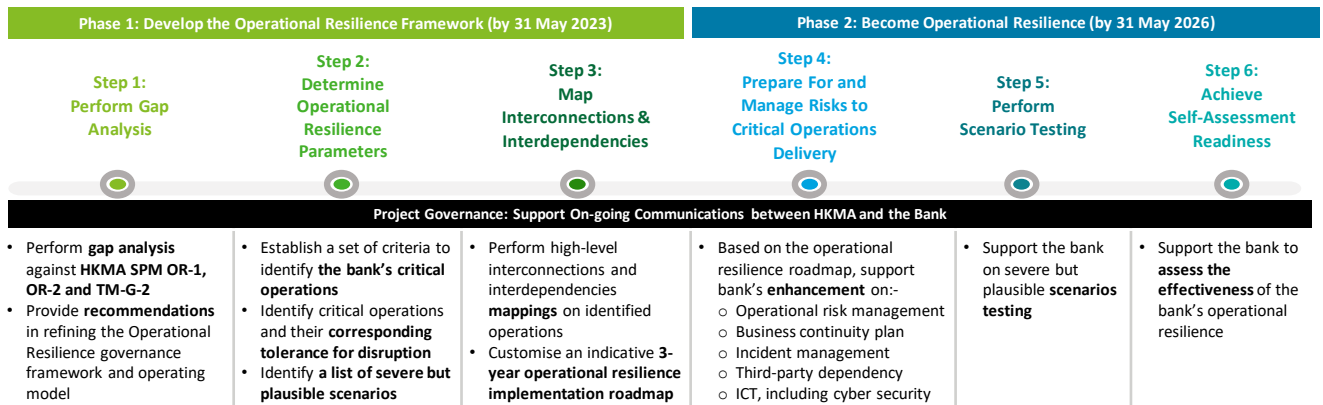 Phase 1: Develop the Operational Resilience Framework (by 31 May 2023)
Phase 2: Become Operational Resilience (by 31 May 2026)
Step 1:
Perform Gap
Analysis
Step 2:
Determine
Operational
Resilience
Parameters
Step 3:
Map
Interconnections &
Interdependencies
Step 4:
Prepare For and
Manage Risks to
Critical Operations
Delivery
Step 5:
Perform
Scenario Testing
Step 6:
Achieve
Self-Assessment
Readiness
Project Governance: Support On-going Communications between HKMA and the Bank
• Perform gap analysis
against HKMA SPM OR-1,
OR-2 and TM-G-2
• Provide recommendations
in refining the Operational
Resilience governance
framework and operating
model
• Establish a set of criteria to
identify the bank's critical
operations
• Identify critical operations
and their corresponding
tolerance for disruption
• Identify a list of severe but
plausible scenarios
• Perform high-level
interconnections and
interdependencies
mappings on identified
operations
• Customise an indicative 3-
year operational resilience
implementation roadmap
• Based on the operational
resilience roadmap, support
bank's enhancement on:-
o Operational risk management
o Business continuity plan
o Incident management
o Third-party dependency
o ICT, including cyber security
• Support the bank
on severe but
plausible scenarios
testing
• Support the bank to
assess the
effectiveness of the
bank's operational
resilience